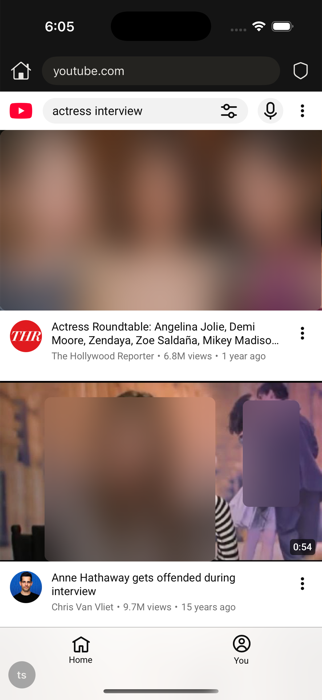 6:05
youtube.com
actress interview
THR
Actress Roundtable: Angelina Jolie, Demi
Moore, Zendaya, Zoe Saldaña, Mikey Madiso...
The Hollywood Reporter • 6.8M views • 1 year ago
0:54
Anne Hathaway gets offended during
interview
Chris Van Vliet • 9.7M views • 15 years ago
Home
You
ts